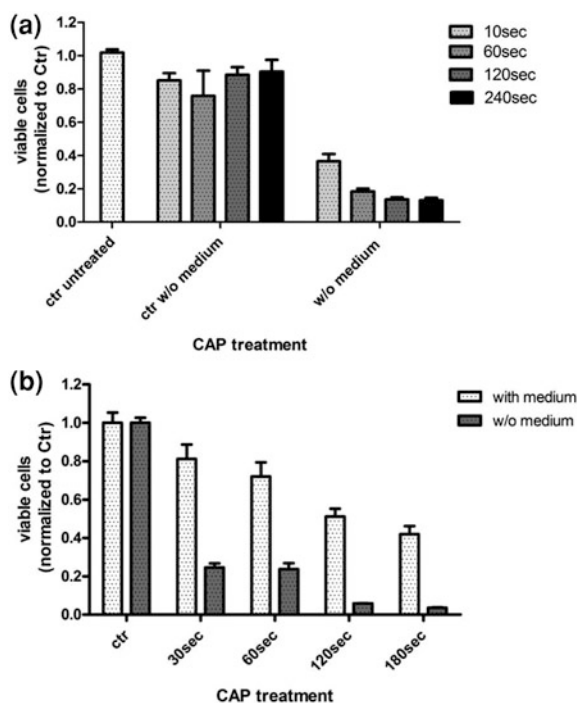 (a)
viable cells
(normalized to Ctr)
1.2
1.0
0.8
0.4
0.2
0.0
10sec
60sec
120sec
240sec
ctr untreated
ctr w/o medium
w/o medium
CAP treatment
(b)
viable cells
(normalized to Ctr)
1.2
1.0
0.8
0.6
0.4
0.2
0.0
with medium
w/o medium
ctr
30sec
60sec
120sec
180sec
CAP treatment